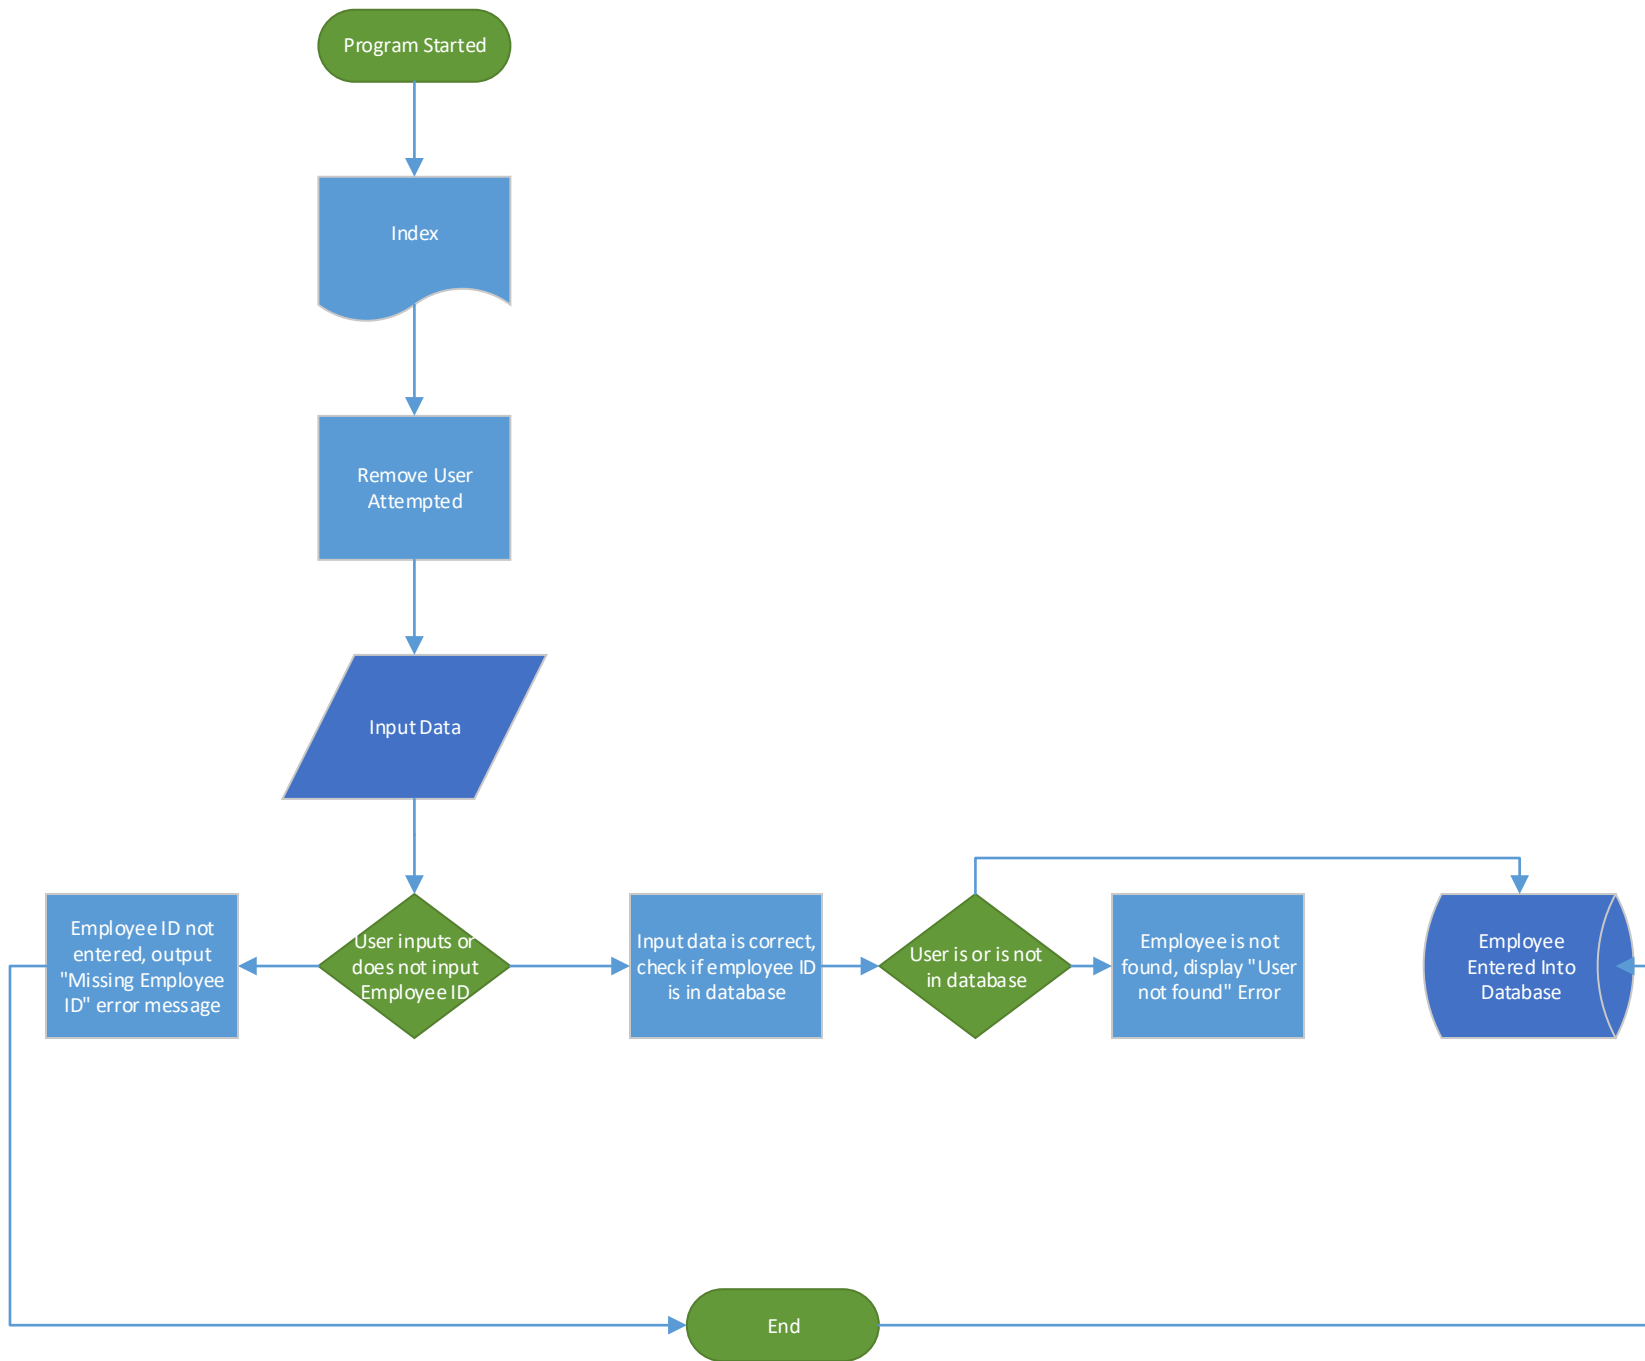 Program Started
Index
Remove User
Attempted
Input Data
Employee ID not
entered, output
"Missing Employee
ID" error message
User inputs or
does not input
Employee ID
Input data is correct,
check if employee ID
is in database
User is or is not
in database
Employee is not
found, display "User
not found" Error
Employee
Entered Into
Database
End